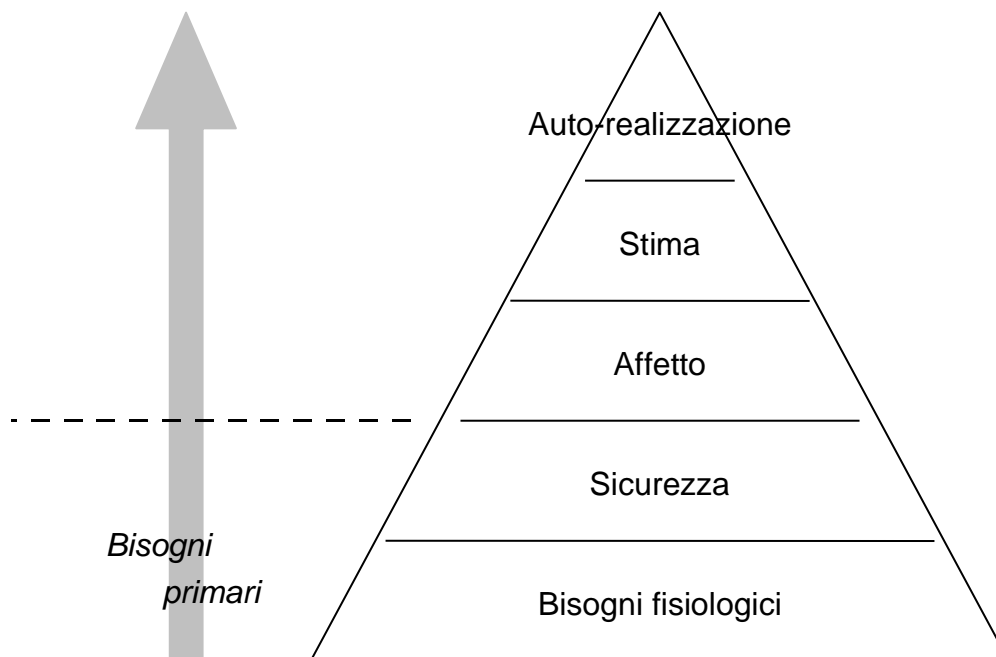 Auto-realizzazione
Stima
Affetto
Sicurezza
Bisogni
primari
Bisogni fisiologici